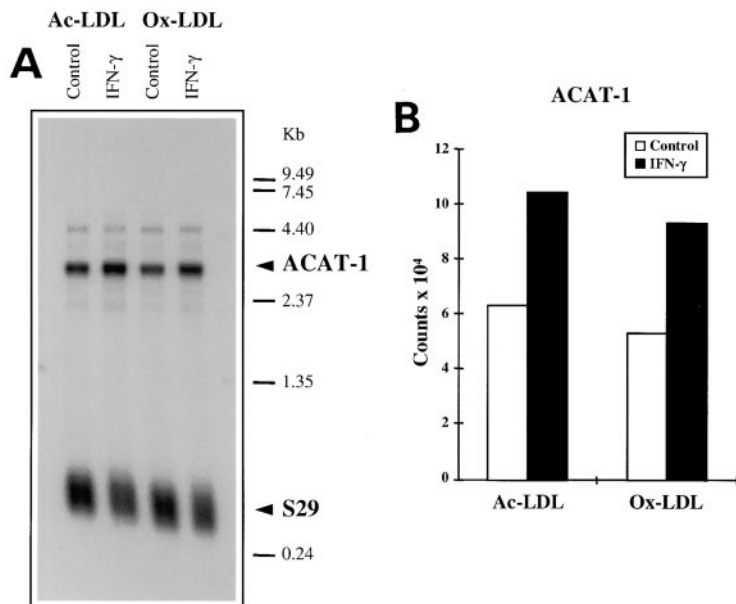 Ac-LDL Ox-LDL
A
Control
IFN-γ
Control
IFN-γ
Kb
9.49
7.45
4.40
ACAT-1
2.37
1.35
S29
0.24
B
ACAT-1
Control
IFN-γ
Counts x 10⁴
12
10
8
6
4
2
0
Ac-LDL Ox-LDL